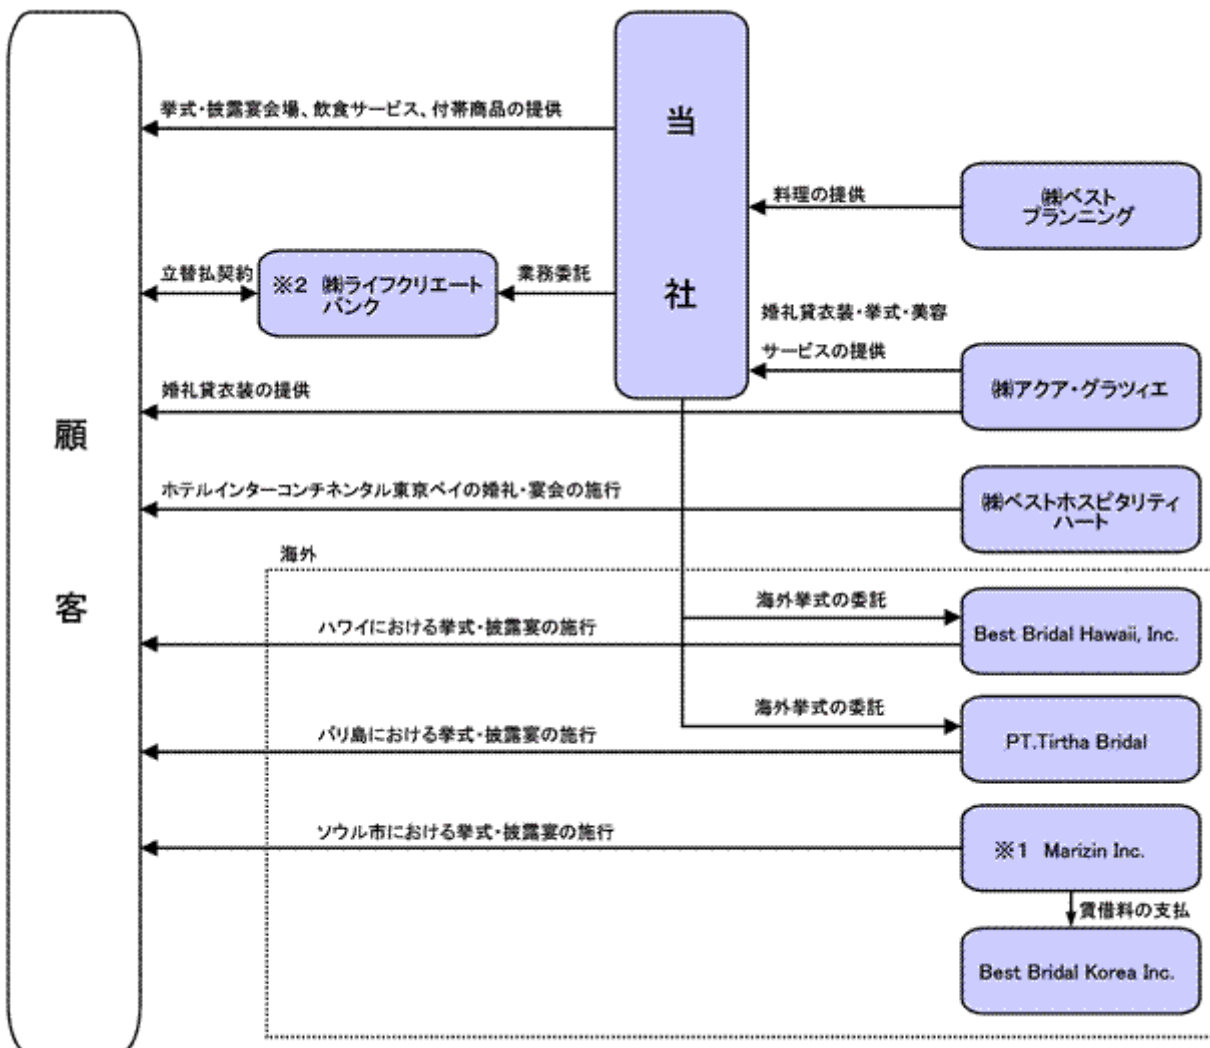 当
社
挙式・披露宴会場、飲食サービス、付帯商品の提供
料理の提供
㈱ベスト
プランニング
立替払契約
※2 ㈱ライフクリエート
バンク
業務委託
婚礼貸衣装・挙式・美容
サービスの提供
㈱アクア・グラツィエ
婚礼貸衣装の提供
顧
客
ホテルインターコンチネンタル東京ベイの婚礼・宴会の施行
㈱ベストホスピタリティ
ハート
海外
海外挙式の委託
ハワイにおける挙式・披露宴の施行
Best Bridal Hawaii, Inc.
海外挙式の委託
バリ島における挙式・披露宴の施行
PT.Tirtha Bridal
ソウル市における挙式・披露宴の施行
※1 Marizin Inc.
賃借料の支払
Best Bridal Korea Inc.